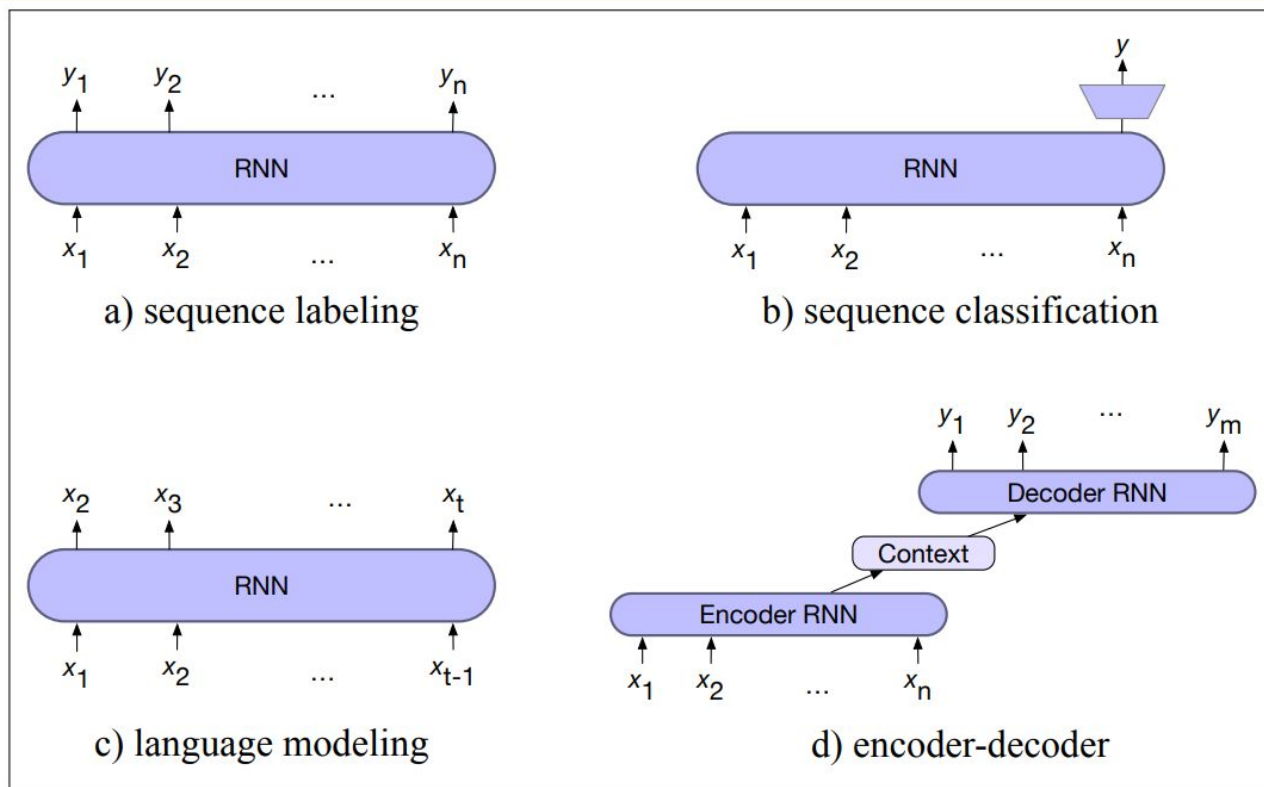 y1 y2 ... yn
RNN
x1 x2 ... xn
a) sequence labeling
y
RNN
x1 x2 ... xn
b) sequence classification
x2 x3 ... xt
RNN
x1 x2 ... xt-1
c) language modeling
y1 y2 ... ym
Decoder RNN
Context
Encoder RNN
x1 x2 ... xn
d) encoder-decoder